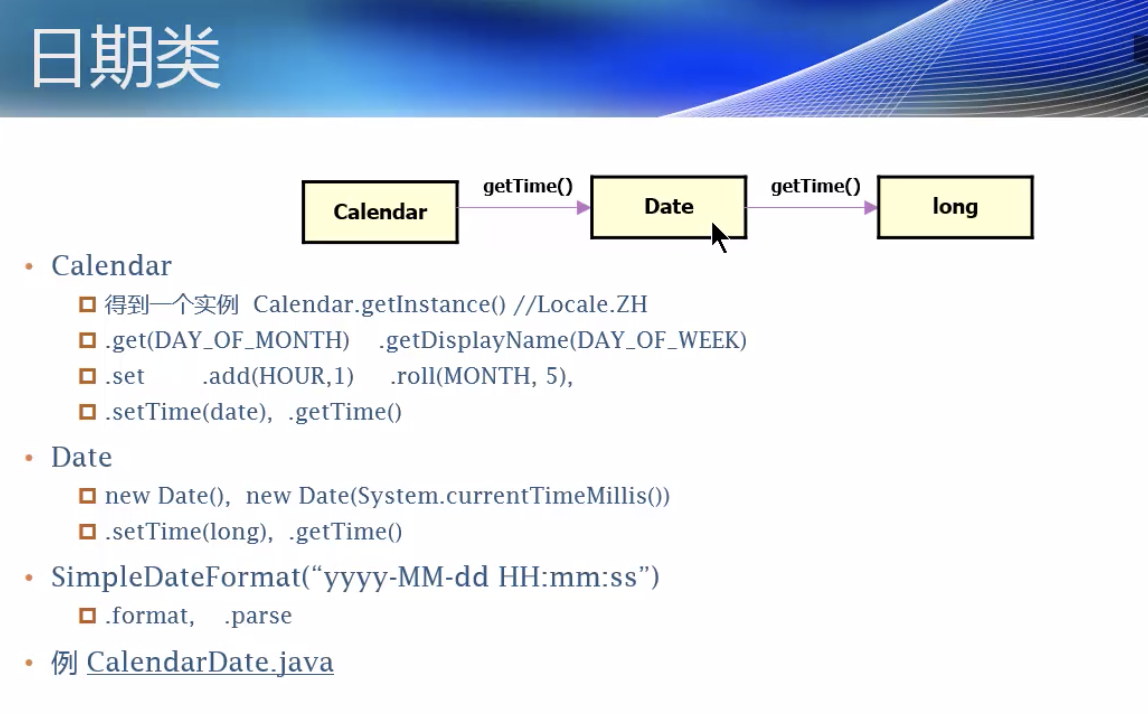 日期类
getTime()
getTime()
Calendar
Date
long
• Calendar
得到一个实例 Calendar.getInstance() //Locale.ZH
.get(DAY_OF_MONTH) .getDisplayName(DAY_OF_WEEK)
.set .add(HOUR,1) .roll(MONTH, 5),
.setTime(date), .getTime()
• Date
new Date(), new Date(System.currentTimeMillis())
.setTime(long), .getTime()
• SimpleDateFormat(“yyyy-MM-dd HH:mm:ss”)
.format, .parse
• 例 CalendarDate.java